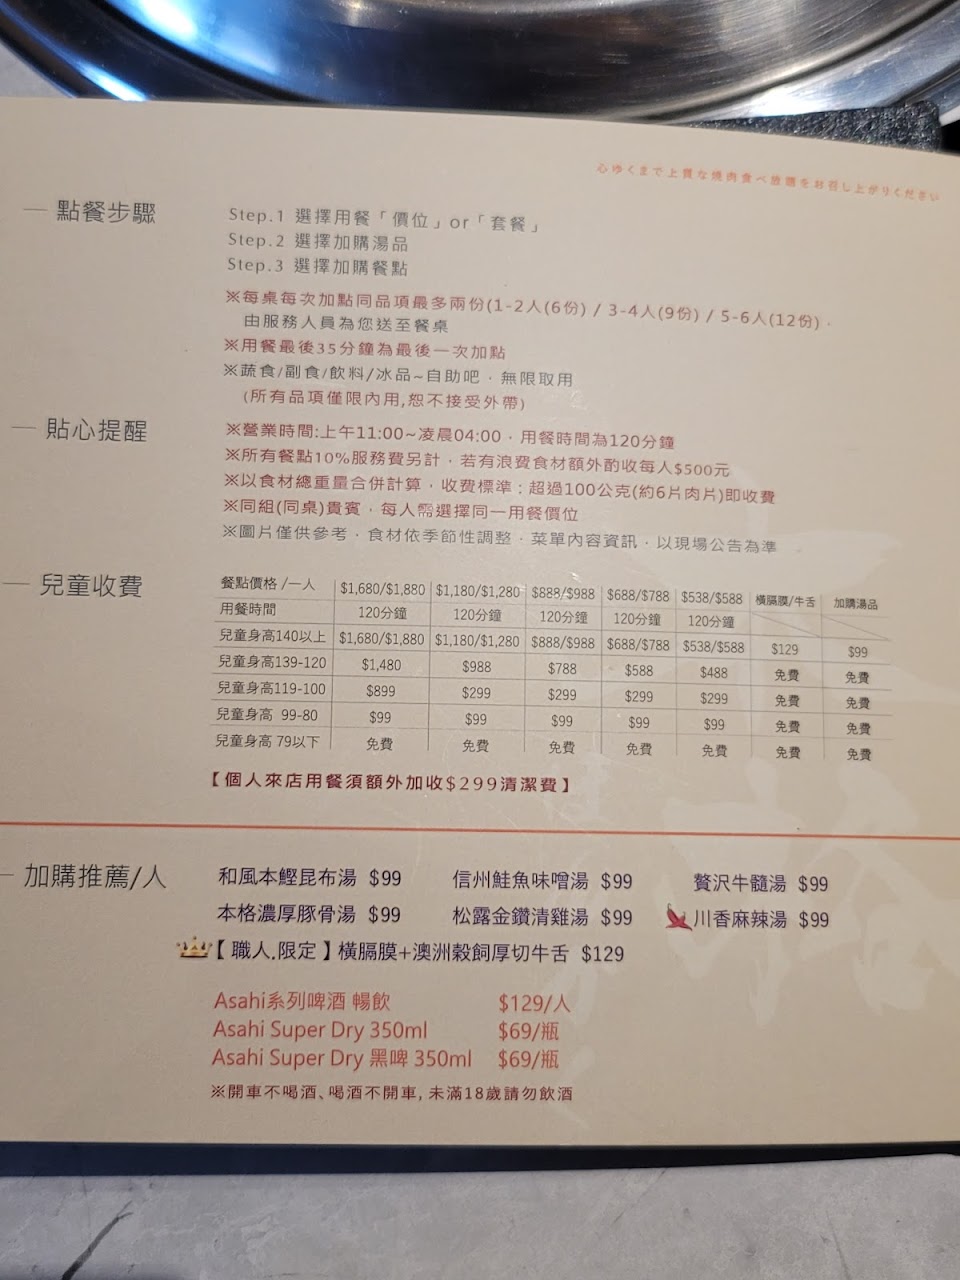 心ゆくまで上質な焼肉食べ放題をお召し上がりください
點餐步驟
Step.1 選擇用餐「價位」or「套餐」
Step.2 選擇加購湯品
Step.3 選擇加購餐點
※每桌每次加點同品項最多兩份(1-2人(6份) / 3-4人(9份) / 5-6人(12份)．
由服務人員為您送至餐桌
※用餐最後35分鐘為最後一次加點
※蔬食/副食/飲料/冰品~自助吧．無限取用
(所有品項僅限內用,恕不接受外帶)
貼心提醒
※營業時間:上午11:00~凌晨04:00．用餐時間為120分鐘
※所有餐點10%服務費另計．若有浪費食材額外酌收每人$500元
※以食材總重量合併計算．收費標準：超過100公克(約6片肉片)即收費
※同組(同桌)貴賓．每人需選擇同一用餐價位
※圖片僅供參考．食材依季節性調整．菜單內容資訊．以現場公告為準
兒童收費
餐點價格 /一人 $1,680/$1,880 $1,180/$1,280 $888/$988 $688/$788 $538/$588 橫膈膜/牛舌 加購湯品
用餐時間 120分鐘 120分鐘 120分鐘 120分鐘 120分鐘
兒童身高140以上 $1,680/$1,880 $1,180/$1,280 $888/$988 $688/$788 $538/$588 $129 $99
兒童身高139-120 $1,480 $988 $788 $588 $488 免費 免費
兒童身高119-100 $899 $299 $299 $299 $299 免費 免費
兒童身高 99-80 $99 $99 $99 $99 $99 免費 免費
兒童身高 79以下 免費 免費 免費 免費 免費 免費 免費
【個人來店用餐須額外加收$299清潔費】
加購推薦/人
和風本鰹昆布湯 $99 信州鮭魚味噌湯 $99 贅沢牛髓湯 $99
本格濃厚豚骨湯 $99 松露金鑽清雞湯 $99 川香麻辣湯 $99
【職人.限定】橫膈膜+澳洲穀飼厚切牛舌 $129
Asahi系列啤酒 暢飲 $129/人
Asahi Super Dry 350ml $69/瓶
Asahi Super Dry 黑啤 350ml $69/瓶
※開車不喝酒、喝酒不開車, 未滿18歲請勿飲酒